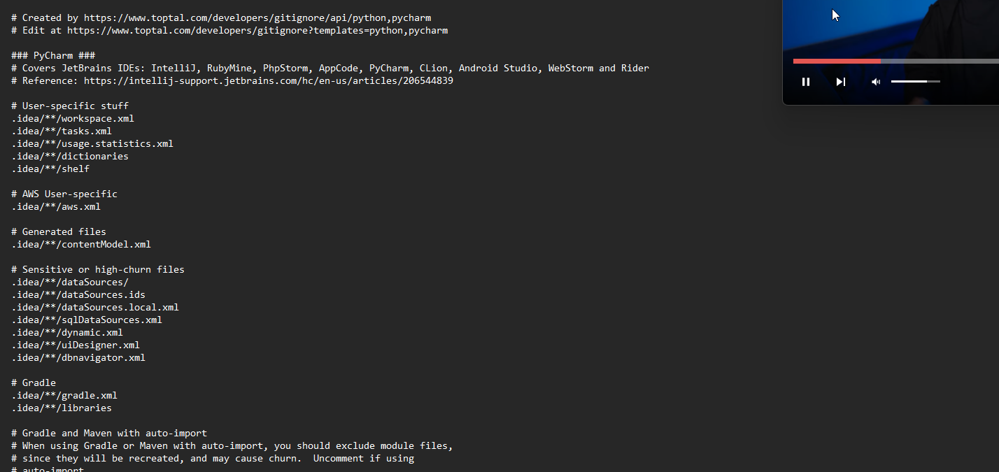 # Created by https://www.toptal.com/developers/gitignore/api/python,pycharm
# Edit at https://www.toptal.com/developers/gitignore?templates=python,pycharm
### PyCharm ###
# Covers JetBrains IDEs: IntelliJ, RubyMine, PhpStorm, AppCode, PyCharm, CLion, Android Studio, WebStorm and Rider
# Reference: https://intellij-support.jetbrains.com/hc/en-us/articles/206544839
# User-specific stuff
.idea/**/workspace.xml
.idea/**/tasks.xml
.idea/**/usage.statistics.xml
.idea/**/dictionaries
.idea/**/shelf
# AWS User-specific
.idea/**/aws.xml
# Generated files
.idea/**/contentModel.xml
# Sensitive or high-churn files
.idea/**/dataSources/
.idea/**/dataSources.ids
.idea/**/dataSources.local.xml
.idea/**/sqlDataSources.xml
.idea/**/dynamic.xml
.idea/**/uiDesigner.xml
.idea/**/dbnavigator.xml
# Gradle
.idea/**/gradle.xml
.idea/**/libraries
# Gradle and Maven with auto-import
# When using Gradle or Maven with auto-import, you should exclude module files,
# since they will be recreated, and may cause churn.  Uncomment if using
# auto-import